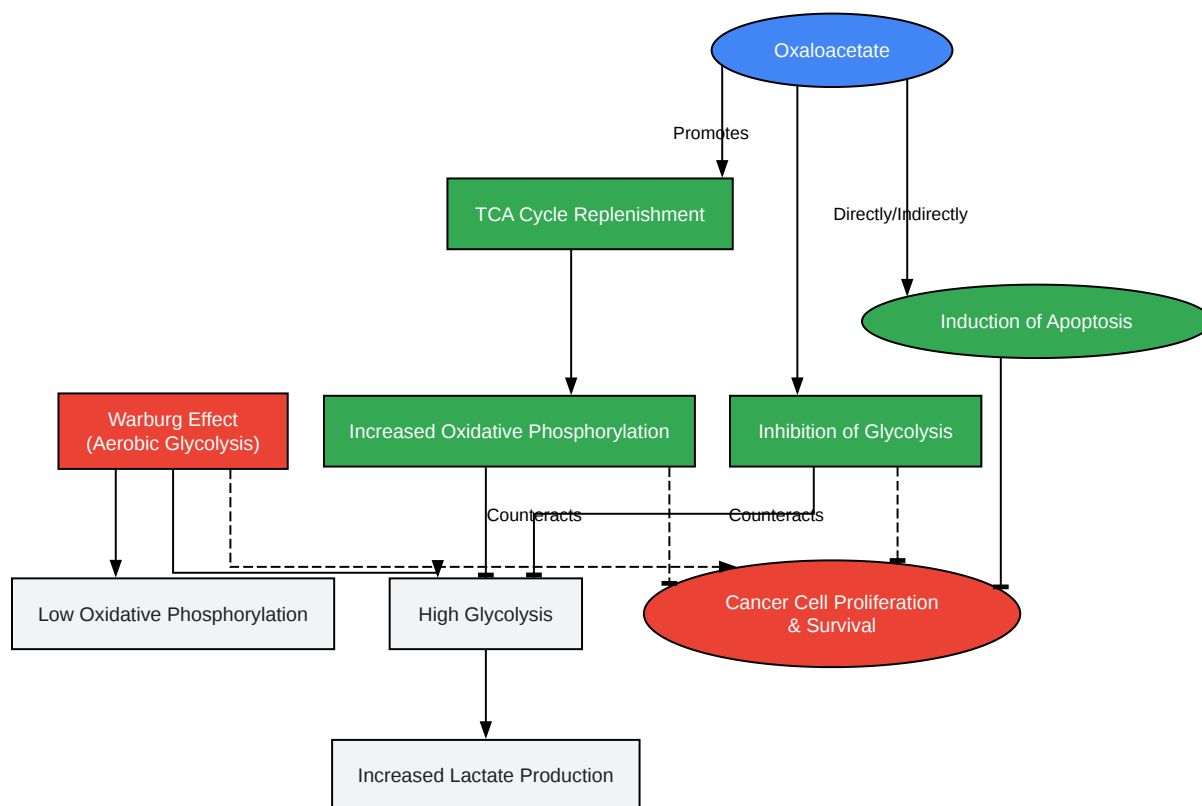 Oxaloacetate
Promotes
TCA Cycle Replenishment
Directly/Indirectly
Induction of Apoptosis
Warburg Effect
(Aerobic Glycolysis)
Increased Oxidative Phosphorylation
Inhibition of Glycolysis
Counteracts
Counteracts
Low Oxidative Phosphorylation
High Glycolysis
Cancer Cell Proliferation
& Survival
Increased Lactate Production